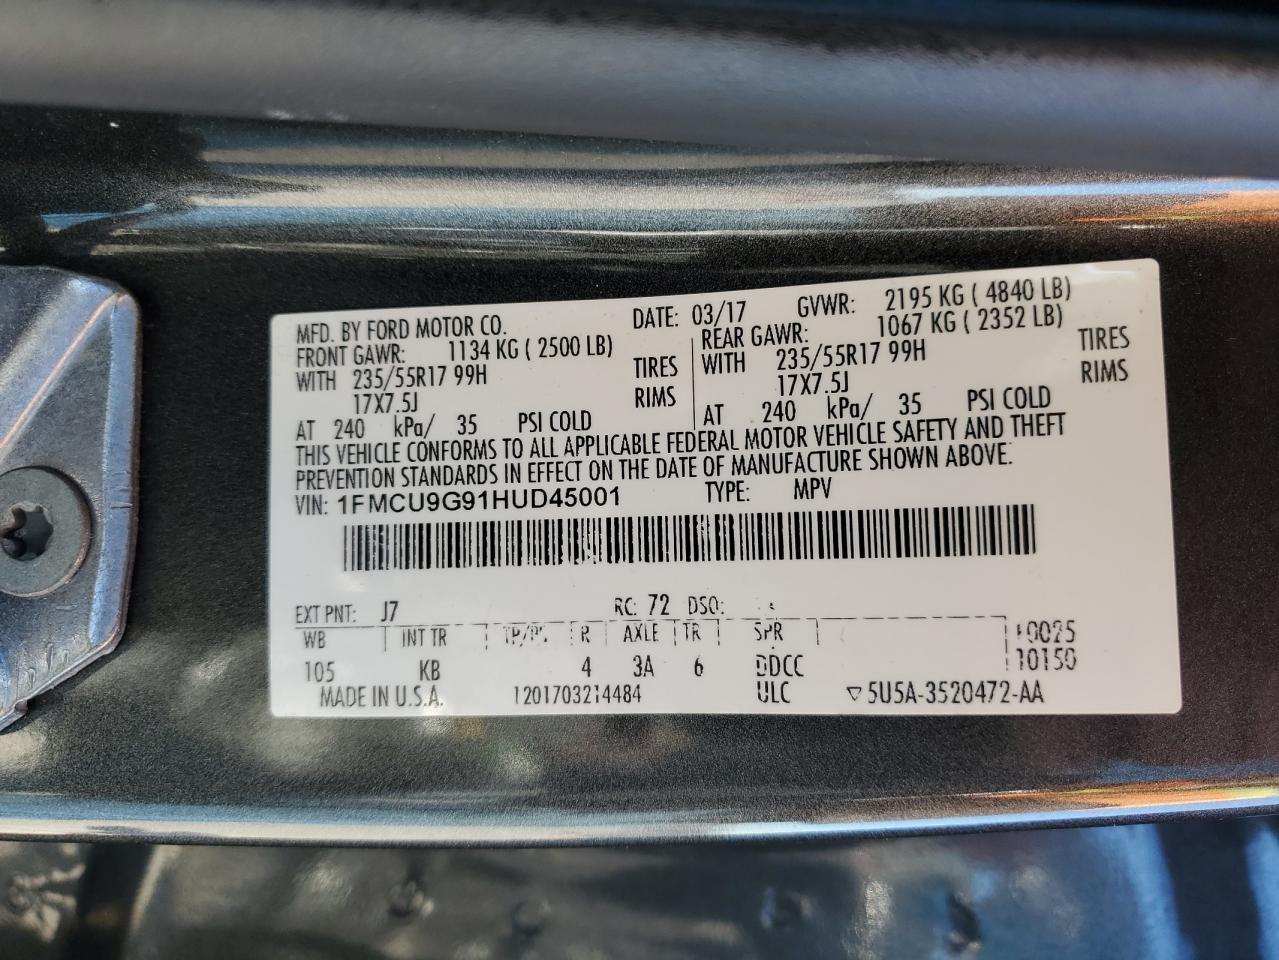 MFD. BY FORD MOTOR CO. DATE: 03/17 GVWR: 2195 KG ( 4840 LB)
FRONT GAWR: 1134 KG ( 2500 LB) REAR GAWR: 1067 KG ( 2352 LB)
WITH 235/55R17 99H TIRES WITH 235/55R17 99H TIRES
17X7.5J RIMS 17X7.5J RIMS
AT 240 kPa/ 35 PSI COLD AT 240 kPa/ 35 PSI COLD
THIS VEHICLE CONFORMS TO ALL APPLICABLE FEDERAL MOTOR VEHICLE SAFETY AND THEFT
PREVENTION STANDARDS IN EFFECT ON THE DATE OF MANUFACTURE SHOWN ABOVE.
VIN: 1FMCU9G91HUD45001 TYPE: MPV
EXT PNT: J7 RC: 72 DSO:
WB INT TR TP/PS R AXLE TR SPR
105 KB 4 3A 6 DDCC 10150
MADE IN U.S.A. 1201703214484 ULC ▽5U5A-3520472-AA